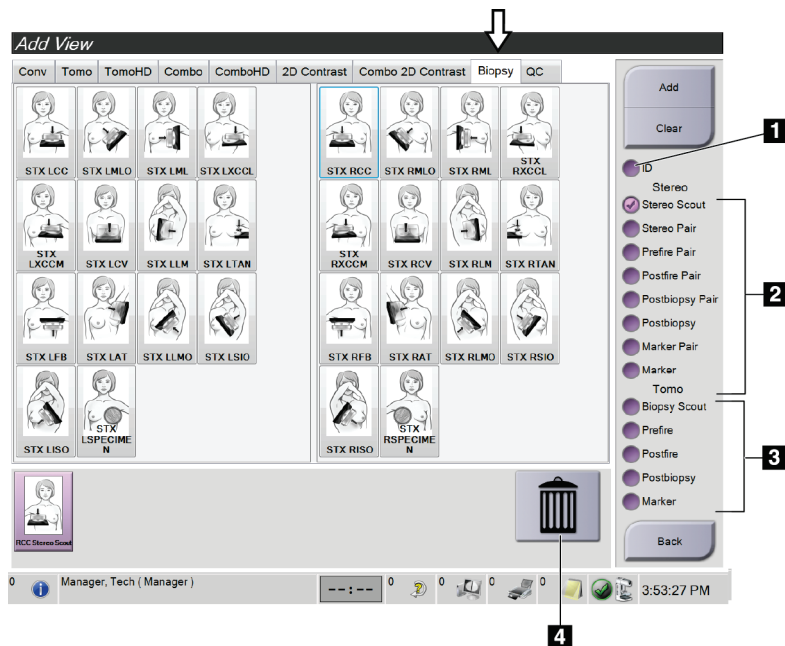 Add View
Conv Tomo TomoHD Combo ComboHD 2D Contrast Combo 2D Contrast Biopsy QC
STX LCC STX LMLO STX LML STX LXCCL
STX RCC STX RMLO STX RML STX
RXCCL
STX
LXCCM STX LCV STX LLM STX LTAN
STX
RXCCM STX RCV STX RLM STX RTAN
STX LFB STX LAT STX LLMO STX LSIO
STX RFB STX RAT STX RLMO STX RSIO
STX LISO STX
LSPECIME
N
STX RISO STX
RSPECIME
N
RCC Stereo Scout
Add
Clear
ID
Stereo
Stereo Scout
Stereo Pair
Prefire Pair
Postfire Pair
Postbiopsy Pair
Postbiopsy
Marker Pair
Marker
Tomo
Biopsy Scout
Prefire
Postfire
Postbiopsy
Marker
Back
1
2
3
0 Manager, Tech ( Manager ) --:-- 0 0 0 0 3:53:27 PM
4